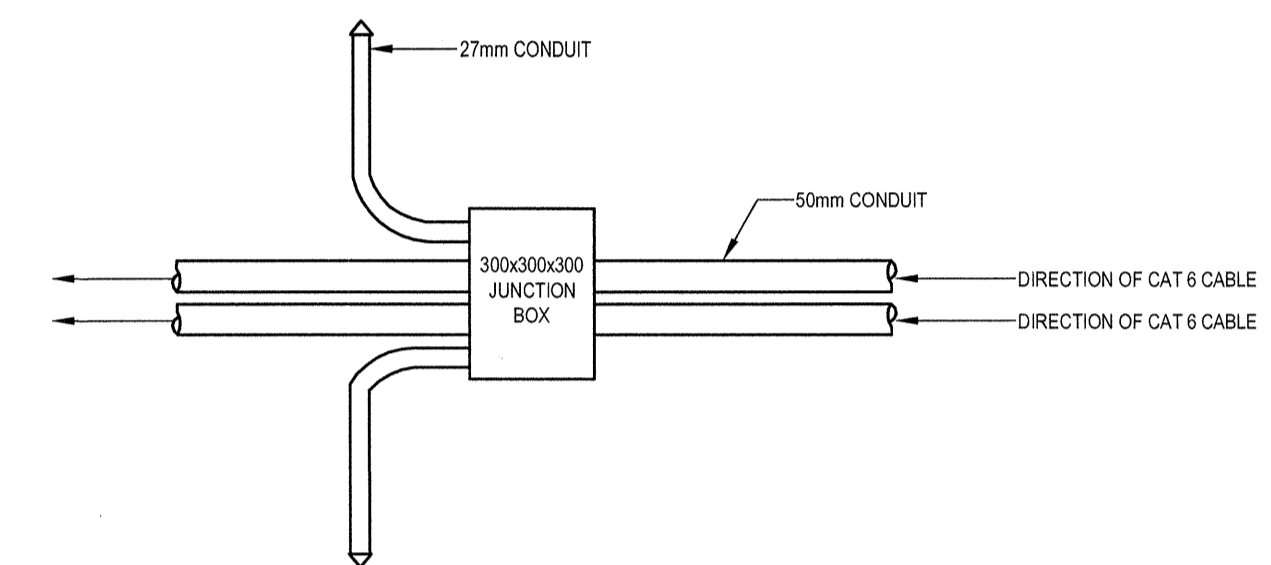 27mm CONDUIT
50mm CONDUIT
300x300x300
JUNCTION
BOX
DIRECTION OF CAT 6 CABLE
DIRECTION OF CAT 6 CABLE